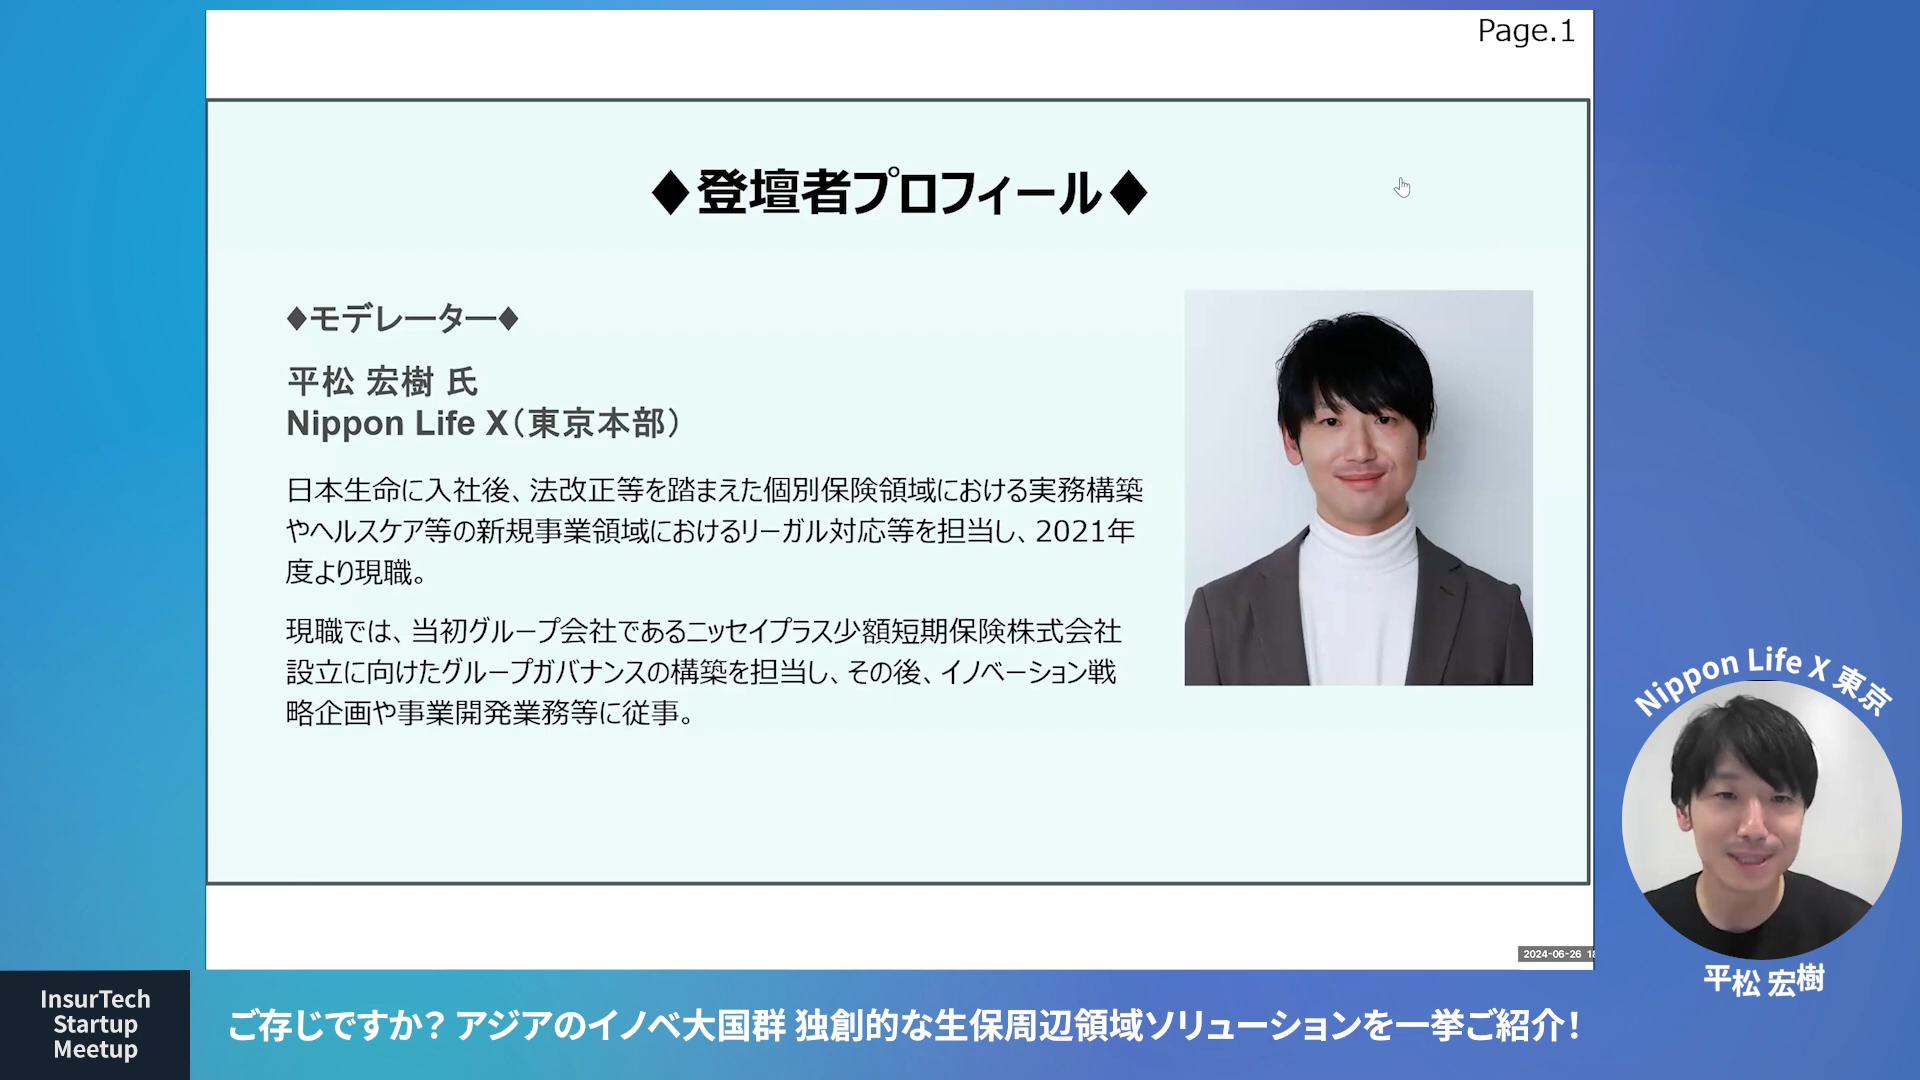 Page.1
◆登壇者プロフィール◆
◆モデレーター◆
平松 宏樹 氏
Nippon Life X（東京本部）
日本生命に入社後、法改正等を踏まえた個別保険領域における実務構築
やヘルスケア等の新規事業領域におけるリーガル対応等を担当し、2021年
度より現職。
現職では、当初グループ会社であるニッセイプラス少額短期保険株式会社
設立に向けたグループガバナンスの構築を担当し、その後、イノベーション戦
略企画や事業開発業務等に従事。
Nippon Life X 東京
平松 宏樹
2024-06-26
InsurTech
Startup
Meetup
ご存じですか？ アジアのイノベ大国群 独創的な生保周辺領域ソリューションを一挙ご紹介！